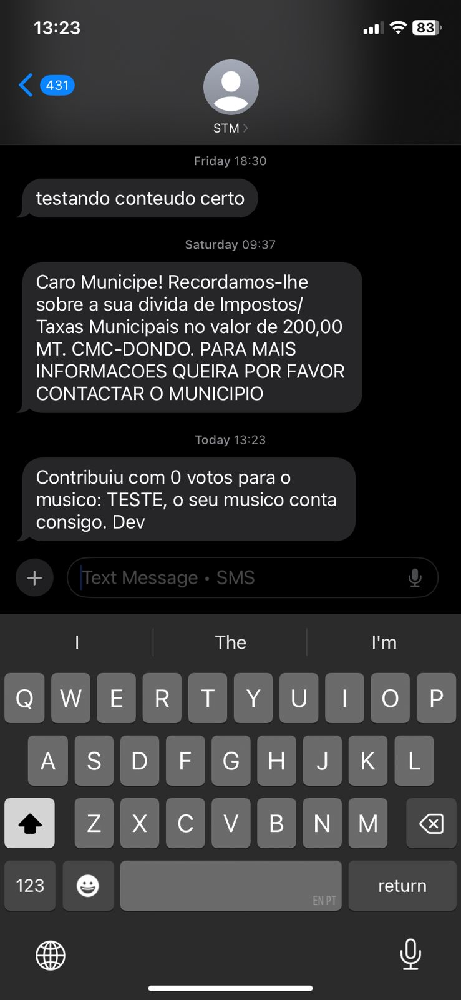 13:23
83
431
STM
Friday 18:30
testando conteudo certo
Saturday 09:37
Caro Municipe! Recordamos-lhe
sobre a sua divida de Impostos/
Taxas Municipais no valor de 200,00
MT. CMC-DONDO. PARA MAIS
INFORMACOES QUEIRA POR FAVOR
CONTACTAR O MUNICIPIO
Today 13:23
Contribuiu com 0 votos para o
musico: TESTE, o seu musico conta
consigo. Dev
Text Message • SMS
I The I'm
Q W E R T Y U I O P
A S D F G H J K L
Z X C V B N M
123 EN PT return